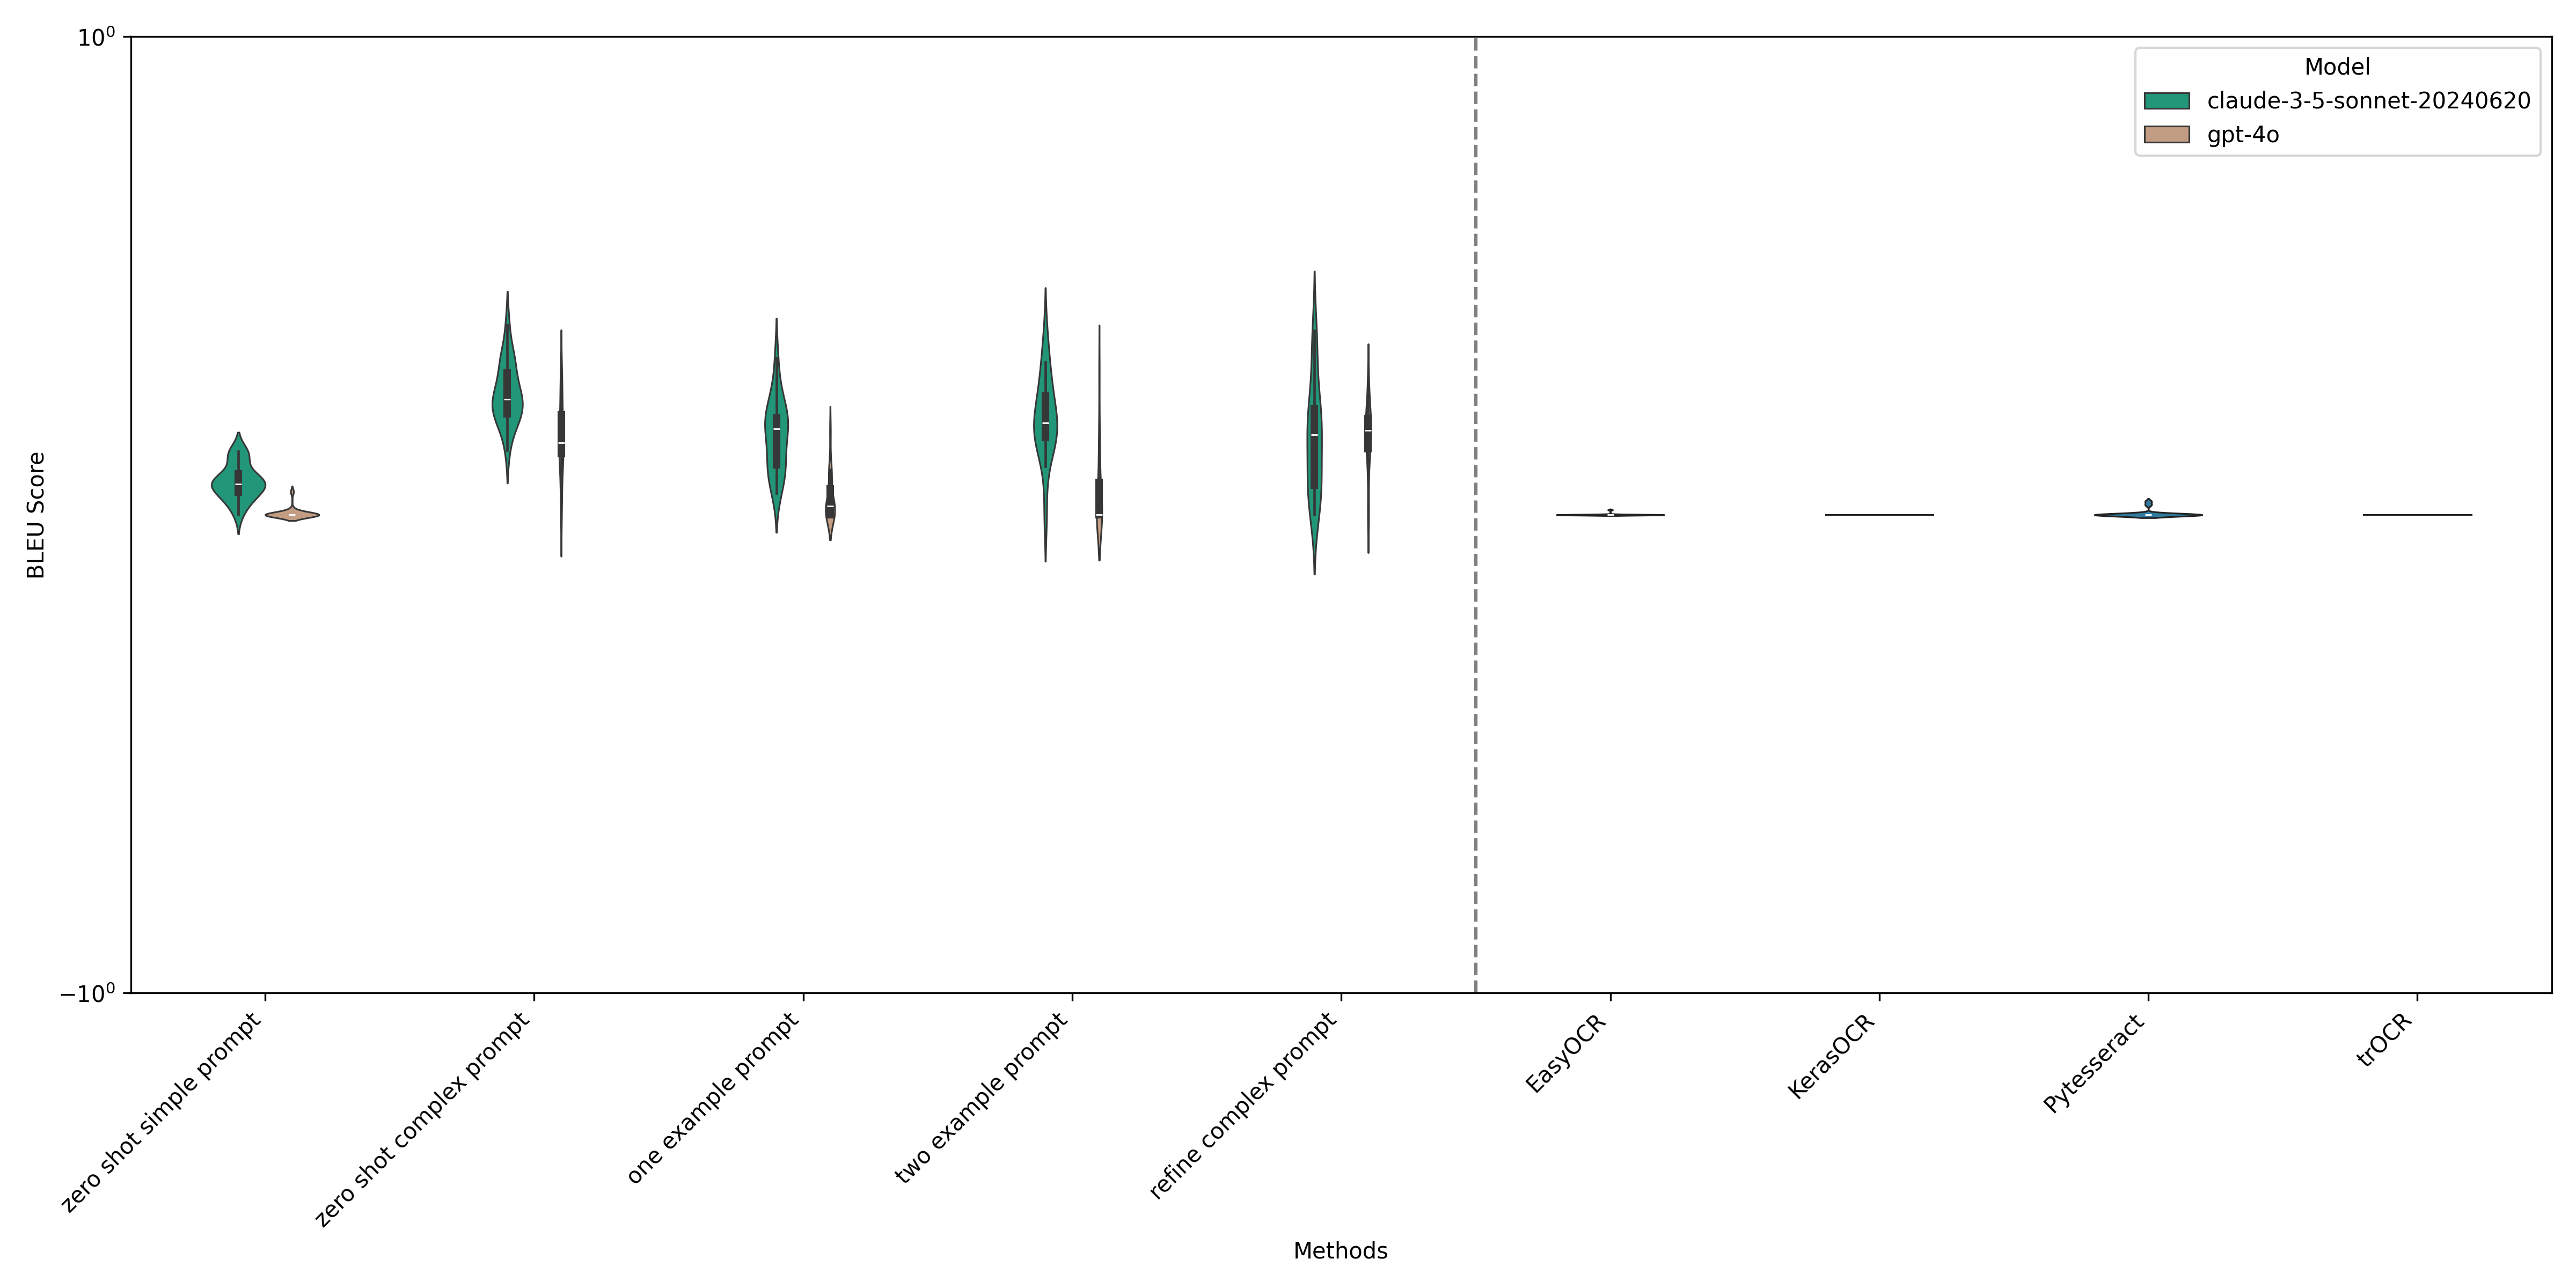 10⁰
Model
claude-3-5-sonnet-20240620
gpt-4o
BLEU Score
−10⁰
zero shot simple prompt
zero shot complex prompt
one example prompt
two example prompt
refine complex prompt
EasyOCR
KerasOCR
Pytesseract
trOCR
Methods